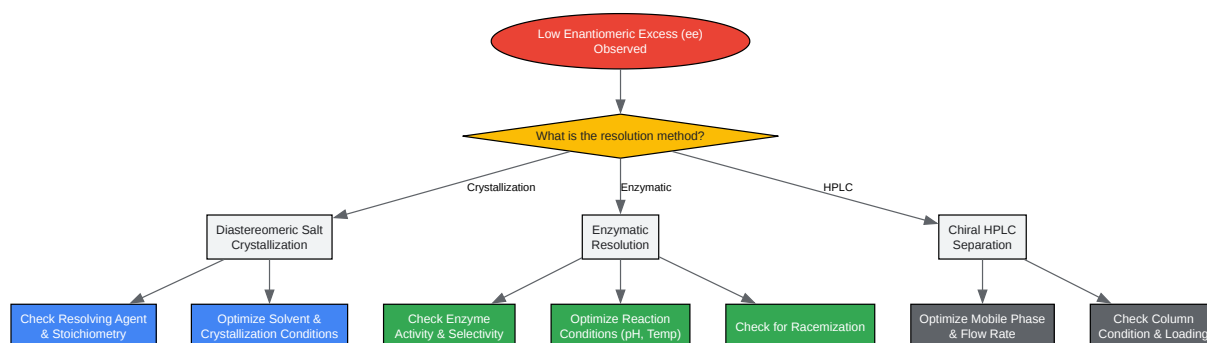 Low Enantiomeric Excess (ee)
Observed
What is the resolution method?
Crystallization
Enzymatic
HPLC
Diastereomeric Salt
Crystallization
Enzymatic
Resolution
Chiral HPLC
Separation
Check Resolving Agent
& Stoichiometry
Optimize Solvent &
Crystallization Conditions
Check Enzyme
Activity & Selectivity
Optimize Reaction
Conditions (pH, Temp)
Check for Racemization
Optimize Mobile Phase
& Flow Rate
Check Column
Condition & Loading